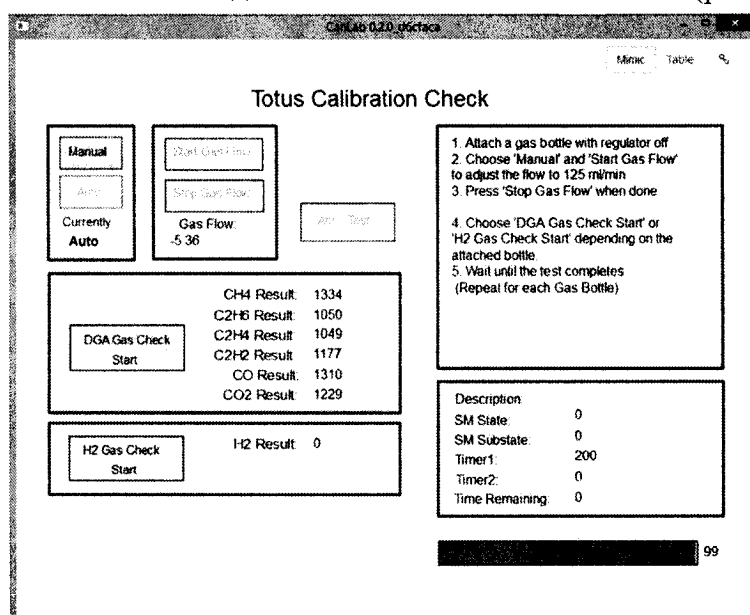 CanLab 0.2.0_d6cfaca
Mimic Table
Totus Calibration Check
Manual
Auto
Currently
Auto
Start Gas Flow
Stop Gas Flow
Gas Flow:
-5.36
Test
1. Attach a gas bottle with regulator off
2. Choose 'Manual' and 'Start Gas Flow'
to adjust the flow to 125 ml/min
3. Press 'Stop Gas Flow' when done
4. Choose 'DGA Gas Check Start' or
'H2 Gas Check Start' depending on the
attached bottle.
5. Wait until the test completes
(Repeat for each Gas Bottle)
DGA Gas Check
Start
CH4 Result: 1334
C2H6 Result: 1050
C2H4 Result: 1049
C2H2 Result: 1177
CO Result: 1310
CO2 Result: 1229
H2 Gas Check
Start
H2 Result: 0
Description:
SM State: 0
SM Substate: 0
Timer1: 200
Timer2: 0
Time Remaining: 0
99